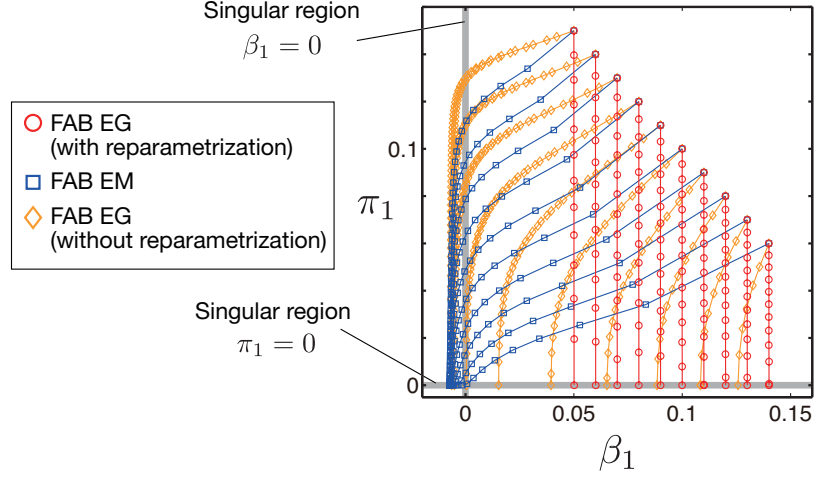 Singular region
β₁ = 0
FAB EG
(with reparametrization)
FAB EM
FAB EG
(without reparametrization)
Singular region
π₁ = 0
0.1
π₁
0
0
0.05
0.1
0.15
β₁